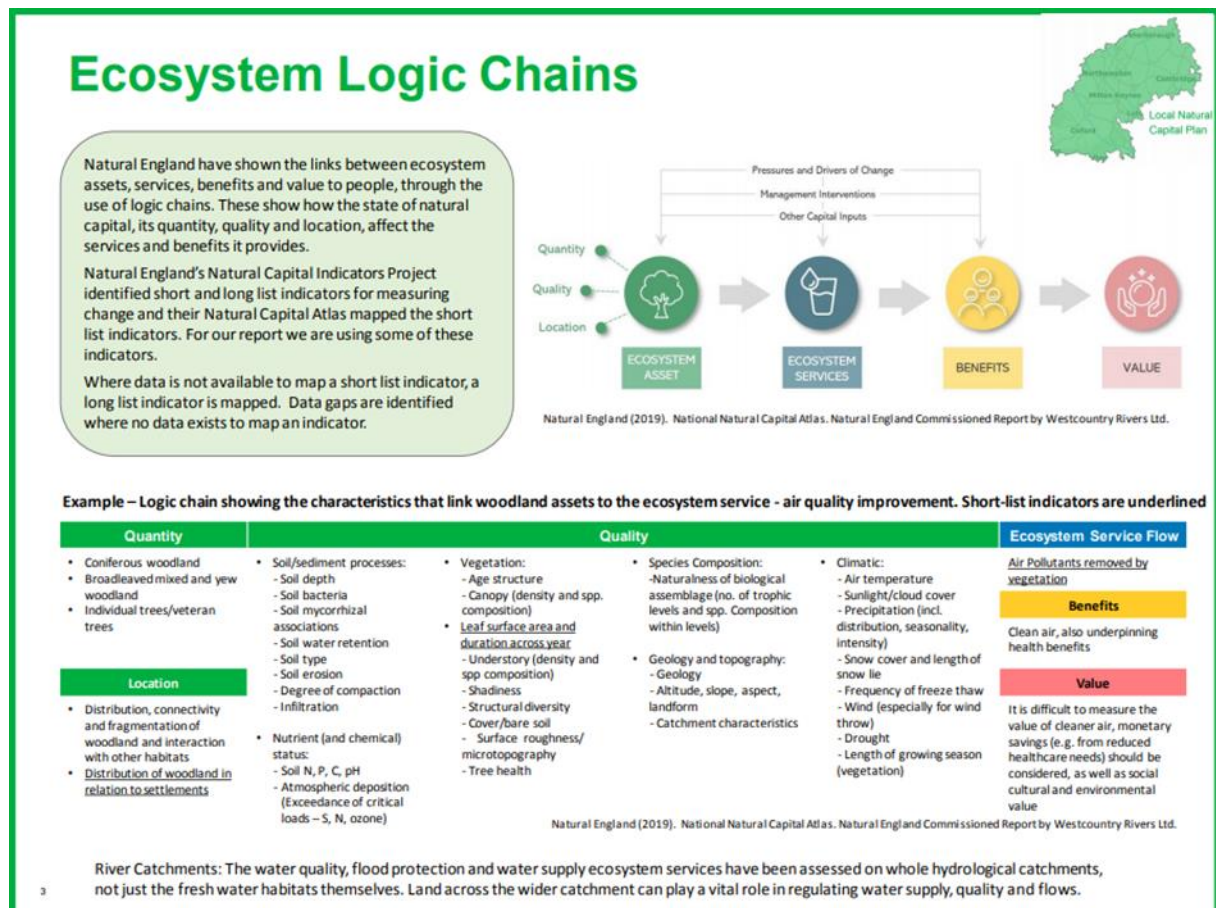 Ecosystem Logic Chains
Peterborough
Northampton
Cambridge
Milton Keynes
Oxford
Local Natural
Capital Plan
Natural England have shown the links between ecosystem
assets, services, benefits and value to people, through the
use of logic chains. These show how the state of natural
capital, its quantity, quality and location, affect the
services and benefits it provides.
Natural England's Natural Capital Indicators Project
identified short and long list indicators for measuring
change and their Natural Capital Atlas mapped the short
list indicators. For our report we are using some of these
indicators.
Where data is not available to map a short list indicator, a
long list indicator is mapped. Data gaps are identified
where no data exists to map an indicator.
Pressures and Drivers of Change
Management Interventions
Other Capital Inputs
Quantity
Quality
Location
ECOSYSTEM
ASSET
ECOSYSTEM
SERVICES
BENEFITS
VALUE
Natural England (2019). National Natural Capital Atlas. Natural England Commissioned Report by Westcountry Rivers Ltd.
Example – Logic chain showing the characteristics that link woodland assets to the ecosystem service - air quality improvement. Short-list indicators are underlined
Quantity
• Coniferous woodland
• Broadleaved mixed and yew
woodland
• Individual trees/veteran
trees
Location
• Distribution, connectivity
and fragmentation of
woodland and interaction
with other habitats
• Distribution of woodland in
relation to settlements
Quality
• Soil/sediment processes:
- Soil depth
- Soil bacteria
- Soil mycorrhizal
associations
- Soil water retention
- Soil type
- Soil erosion
- Degree of compaction
- Infiltration
• Nutrient (and chemical)
status:
- Soil N, P, C, pH
- Atmospheric deposition
(Exceedance of critical
loads – S, N, ozone)
• Vegetation:
- Age structure
- Canopy (density and spp.
composition)
• Leaf surface area and
duration across year
- Understory (density and
spp composition)
- Shadiness
- Structural diversity
- Cover/bare soil
- Surface roughness/
microtopography
- Tree health
• Species Composition:
-Naturalness of biological
assemblage (no. of trophic
levels and spp. Composition
within levels)
• Geology and topography:
- Geology
- Altitude, slope, aspect,
landform
- Catchment characteristics
• Climatic:
- Air temperature
- Sunlight/cloud cover
- Precipitation (incl.
distribution, seasonality,
intensity)
- Snow cover and length of
snow lie
- Frequency of freeze thaw
- Wind (especially for wind
throw)
- Drought
- Length of growing season
(vegetation)
Ecosystem Service Flow
Air Pollutants removed by
vegetation
Benefits
Clean air, also underpinning
health benefits
Value
It is difficult to measure the
value of cleaner air, monetary
savings (e.g. from reduced
healthcare needs) should be
considered, as well as social
cultural and environmental
value
Natural England (2019). National Natural Capital Atlas. Natural England Commissioned Report by Westcountry Rivers Ltd.
River Catchments: The water quality, flood protection and water supply ecosystem services have been assessed on whole hydrological catchments,
not just the fresh water habitats themselves. Land across the wider catchment can play a vital role in regulating water supply, quality and flows.
3